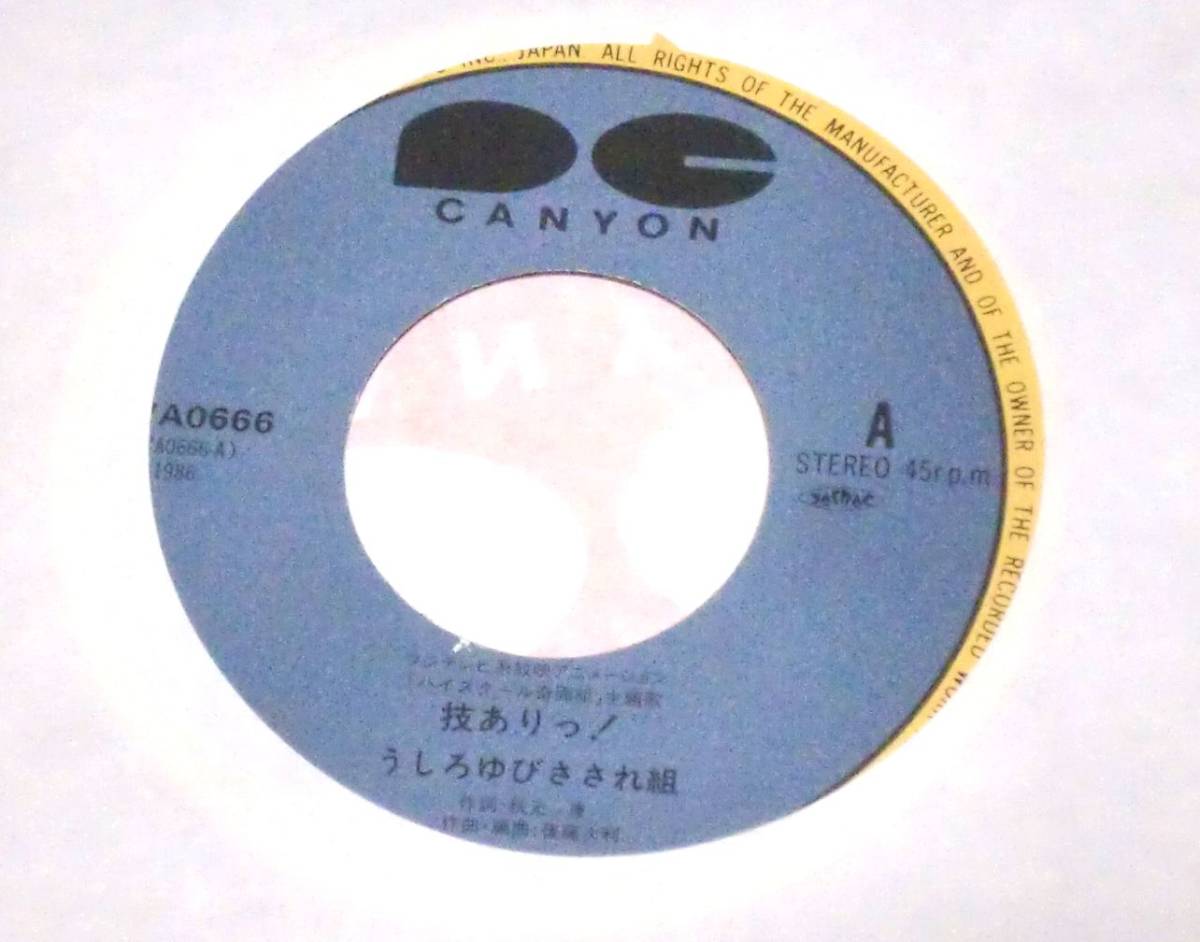 INC., JAPAN ALL RIGHTS OF THE MANUFACTURER AND OF THE OWNER OF THE RECORDED
CANYON
7A0666
A0666-A)
1986
A
STEREO 45r.p.m
フジテレビ系放映アニメーション
「ハイスクール奇面組」主題歌
技ありっ!
うしろゆびさされ組
作詞・秋元 康
作曲・編曲:後藤次利